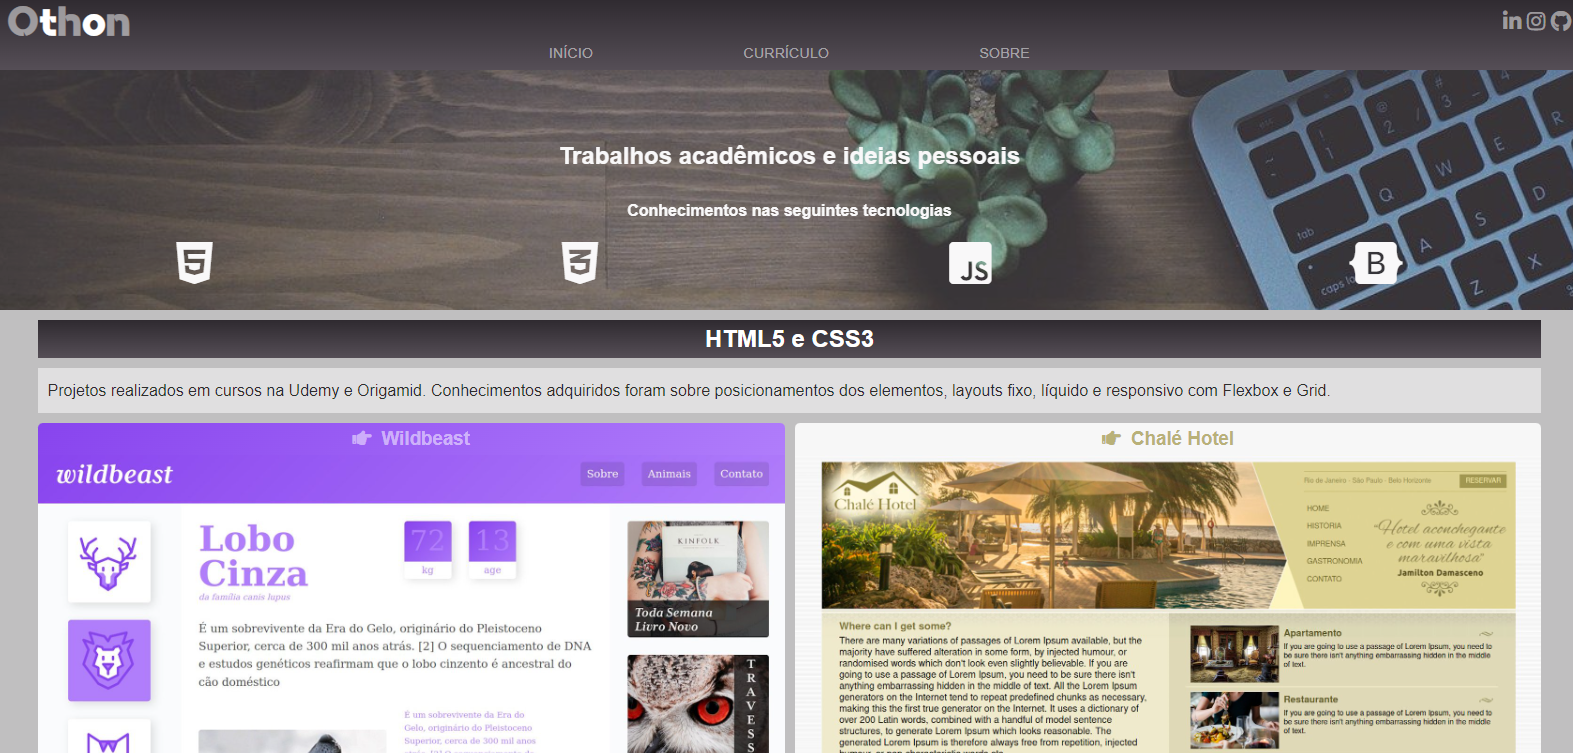 Othon
INÍCIO
CURRÍCULO
SOBRE
Trabalhos acadêmicos e ideias pessoais
Conhecimentos nas seguintes tecnologias
5
3
JS
B
HTML5 e CSS3
Projetos realizados em cursos na Udemy e Origamid. Conhecimentos adquiridos foram sobre posicionamentos dos elementos, layouts fixo, líquido e responsivo com Flexbox e Grid.
Wildbeast
wildbeast
Sobre
Animais
Contato
Lobo
Cinza
da família canis lupus
72
kg
13
age
É um sobrevivente da Era do Gelo, originário do Pleistoceno
Superior, cerca de 300 mil anos atrás. [2] O sequenciamento de DNA
e estudos genéticos reafirmam que o lobo cinzento é ancestral do
cão doméstico
É um sobrevivente da Era do
Gelo, originário do Pleistoceno
Superior, cerca de 300 mil anos
KINFOLK
Toda Semana
Livro Novo
TRAVESS
Chalé Hotel
Chalé Hotel
Rio de Janeiro - São Paulo - Belo Horizonte
RESERVAR
HOME
HISTORIA
IMPRENSA
GASTRONOMIA
CONTATO
"Hotel aconchegante
e com uma vista
maravilhosa"
Jamilton Damasceno
Where can I get some?
There are many variations of passages of Lorem Ipsum available, but the
majority have suffered alteration in some form, by injected humour, or
randomised words which don't look even slightly believable. If you are
going to use a passage of Lorem Ipsum, you need to be sure there isn't
anything embarrassing hidden in the middle of text. All the Lorem Ipsum
generators on the Internet tend to repeat predefined chunks as necessary,
making this the first true generator on the Internet. It uses a dictionary of
over 200 Latin words, combined with a handful of model sentence
structures, to generate Lorem Ipsum which looks reasonable. The
generated Lorem Ipsum is therefore always free from repetition, injected
Apartamento
If you are going to use a passage of Lorem Ipsum, you need to
be sure there isn't anything embarrassing hidden in the middle
of text.
Restaurante
If you are going to use a passage of Lorem Ipsum, you need to
be sure there isn't anything embarrassing hidden in the middle
of text.